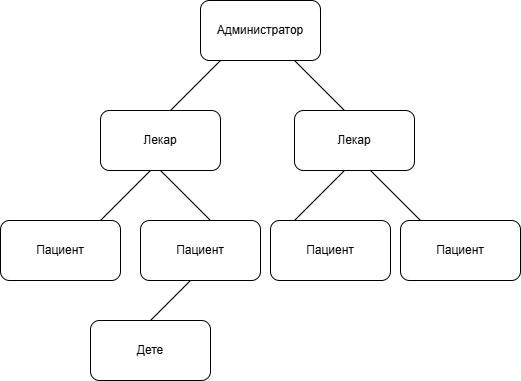 Администратор
Лекар
Лекар
Пациент
Пациент
Пациент
Пациент
Дете